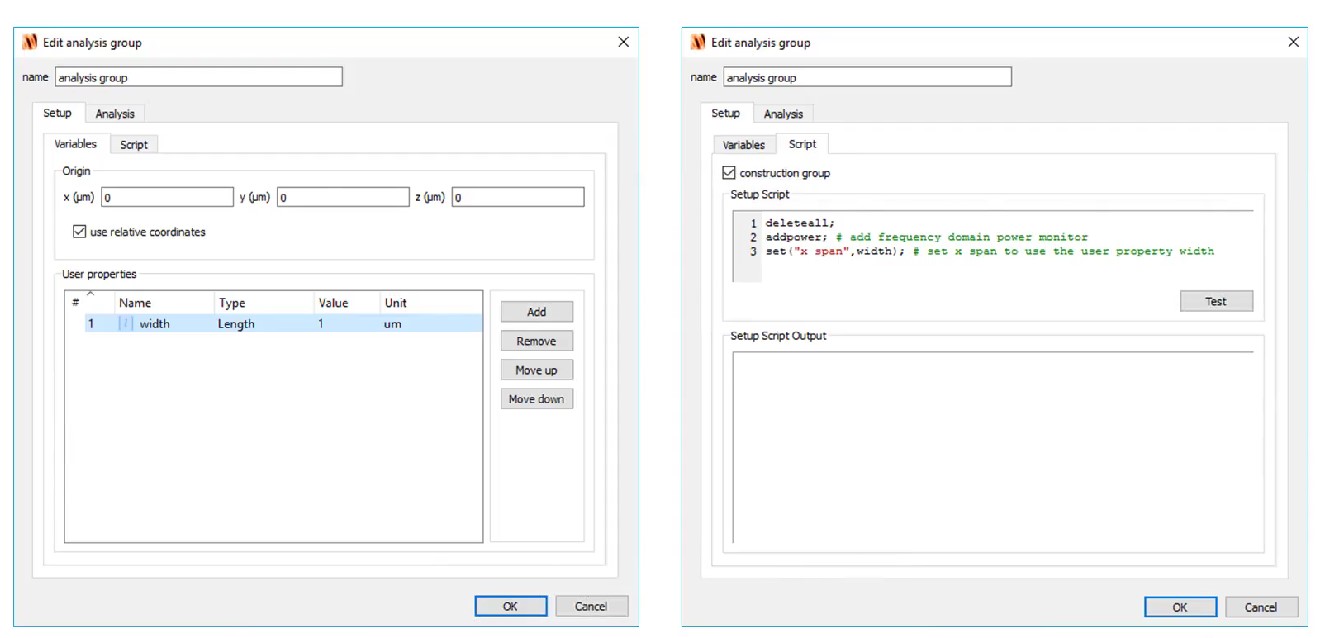 Edit analysis group
name analysis group
Setup Analysis
Variables Script
Origin
x (μm) 0 y (μm) 0 z (μm) 0
use relative coordinates
User properties
# Name Type Value Unit
1 width Length 1 um
Add
Remove
Move up
Move down
OK Cancel
Edit analysis group
name analysis group
Setup Analysis
Variables Script
construction group
Setup Script
1 deleteall;
2 addpower; # add frequency domain power monitor
3 set("x span",width); # set x span to use the user property width
Test
Setup Script Output
OK Cancel